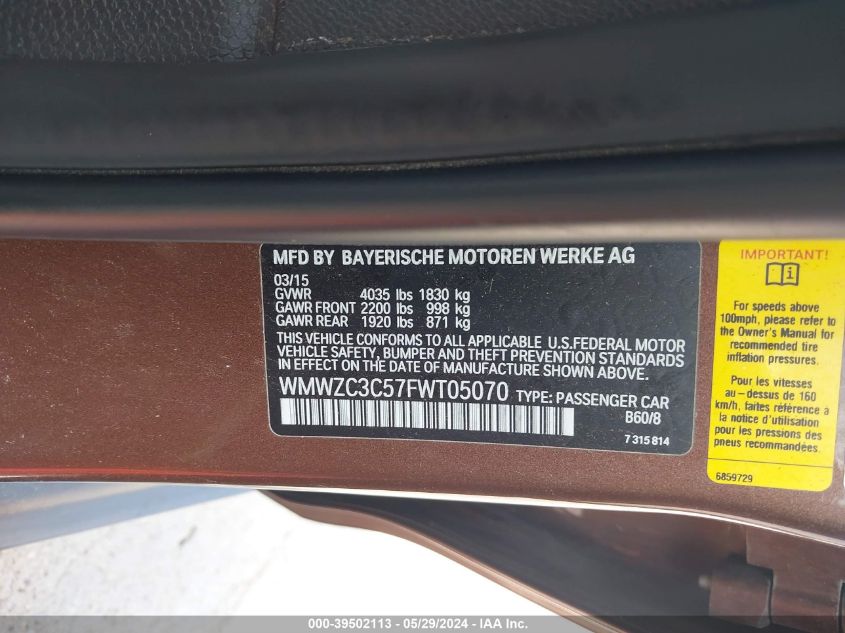 MFD BY BAYERISCHE MOTOREN WERKE AG
03/15
GVWR 4035 lbs 1830 kg
GAWR FRONT 2200 lbs 998 kg
GAWR REAR 1920 lbs 871 kg
THIS VEHICLE CONFORMS TO ALL APPLICABLE U.S.FEDERAL MOTOR
VEHICLE SAFETY, BUMPER AND THEFT PREVENTION STANDARDS
IN EFFECT ON THE DATE OF MANUFACTURE SHOWN ABOVE.
WMWZC3C57FWT05070 TYPE: PASSENGER CAR
B60/8
7 315 814
IMPORTANT!
i
For speeds above
100mph, please refer to
the Owner's Manual for
recommended tire
inflation pressures.
Pour les vitesses
au-dessus de 160
km/h, faites référence à
la notice d'utilisation
pour les pressions des
pneus recommandées.
6859729
000-39502113 - 05/29/2024 - IAA Inc.